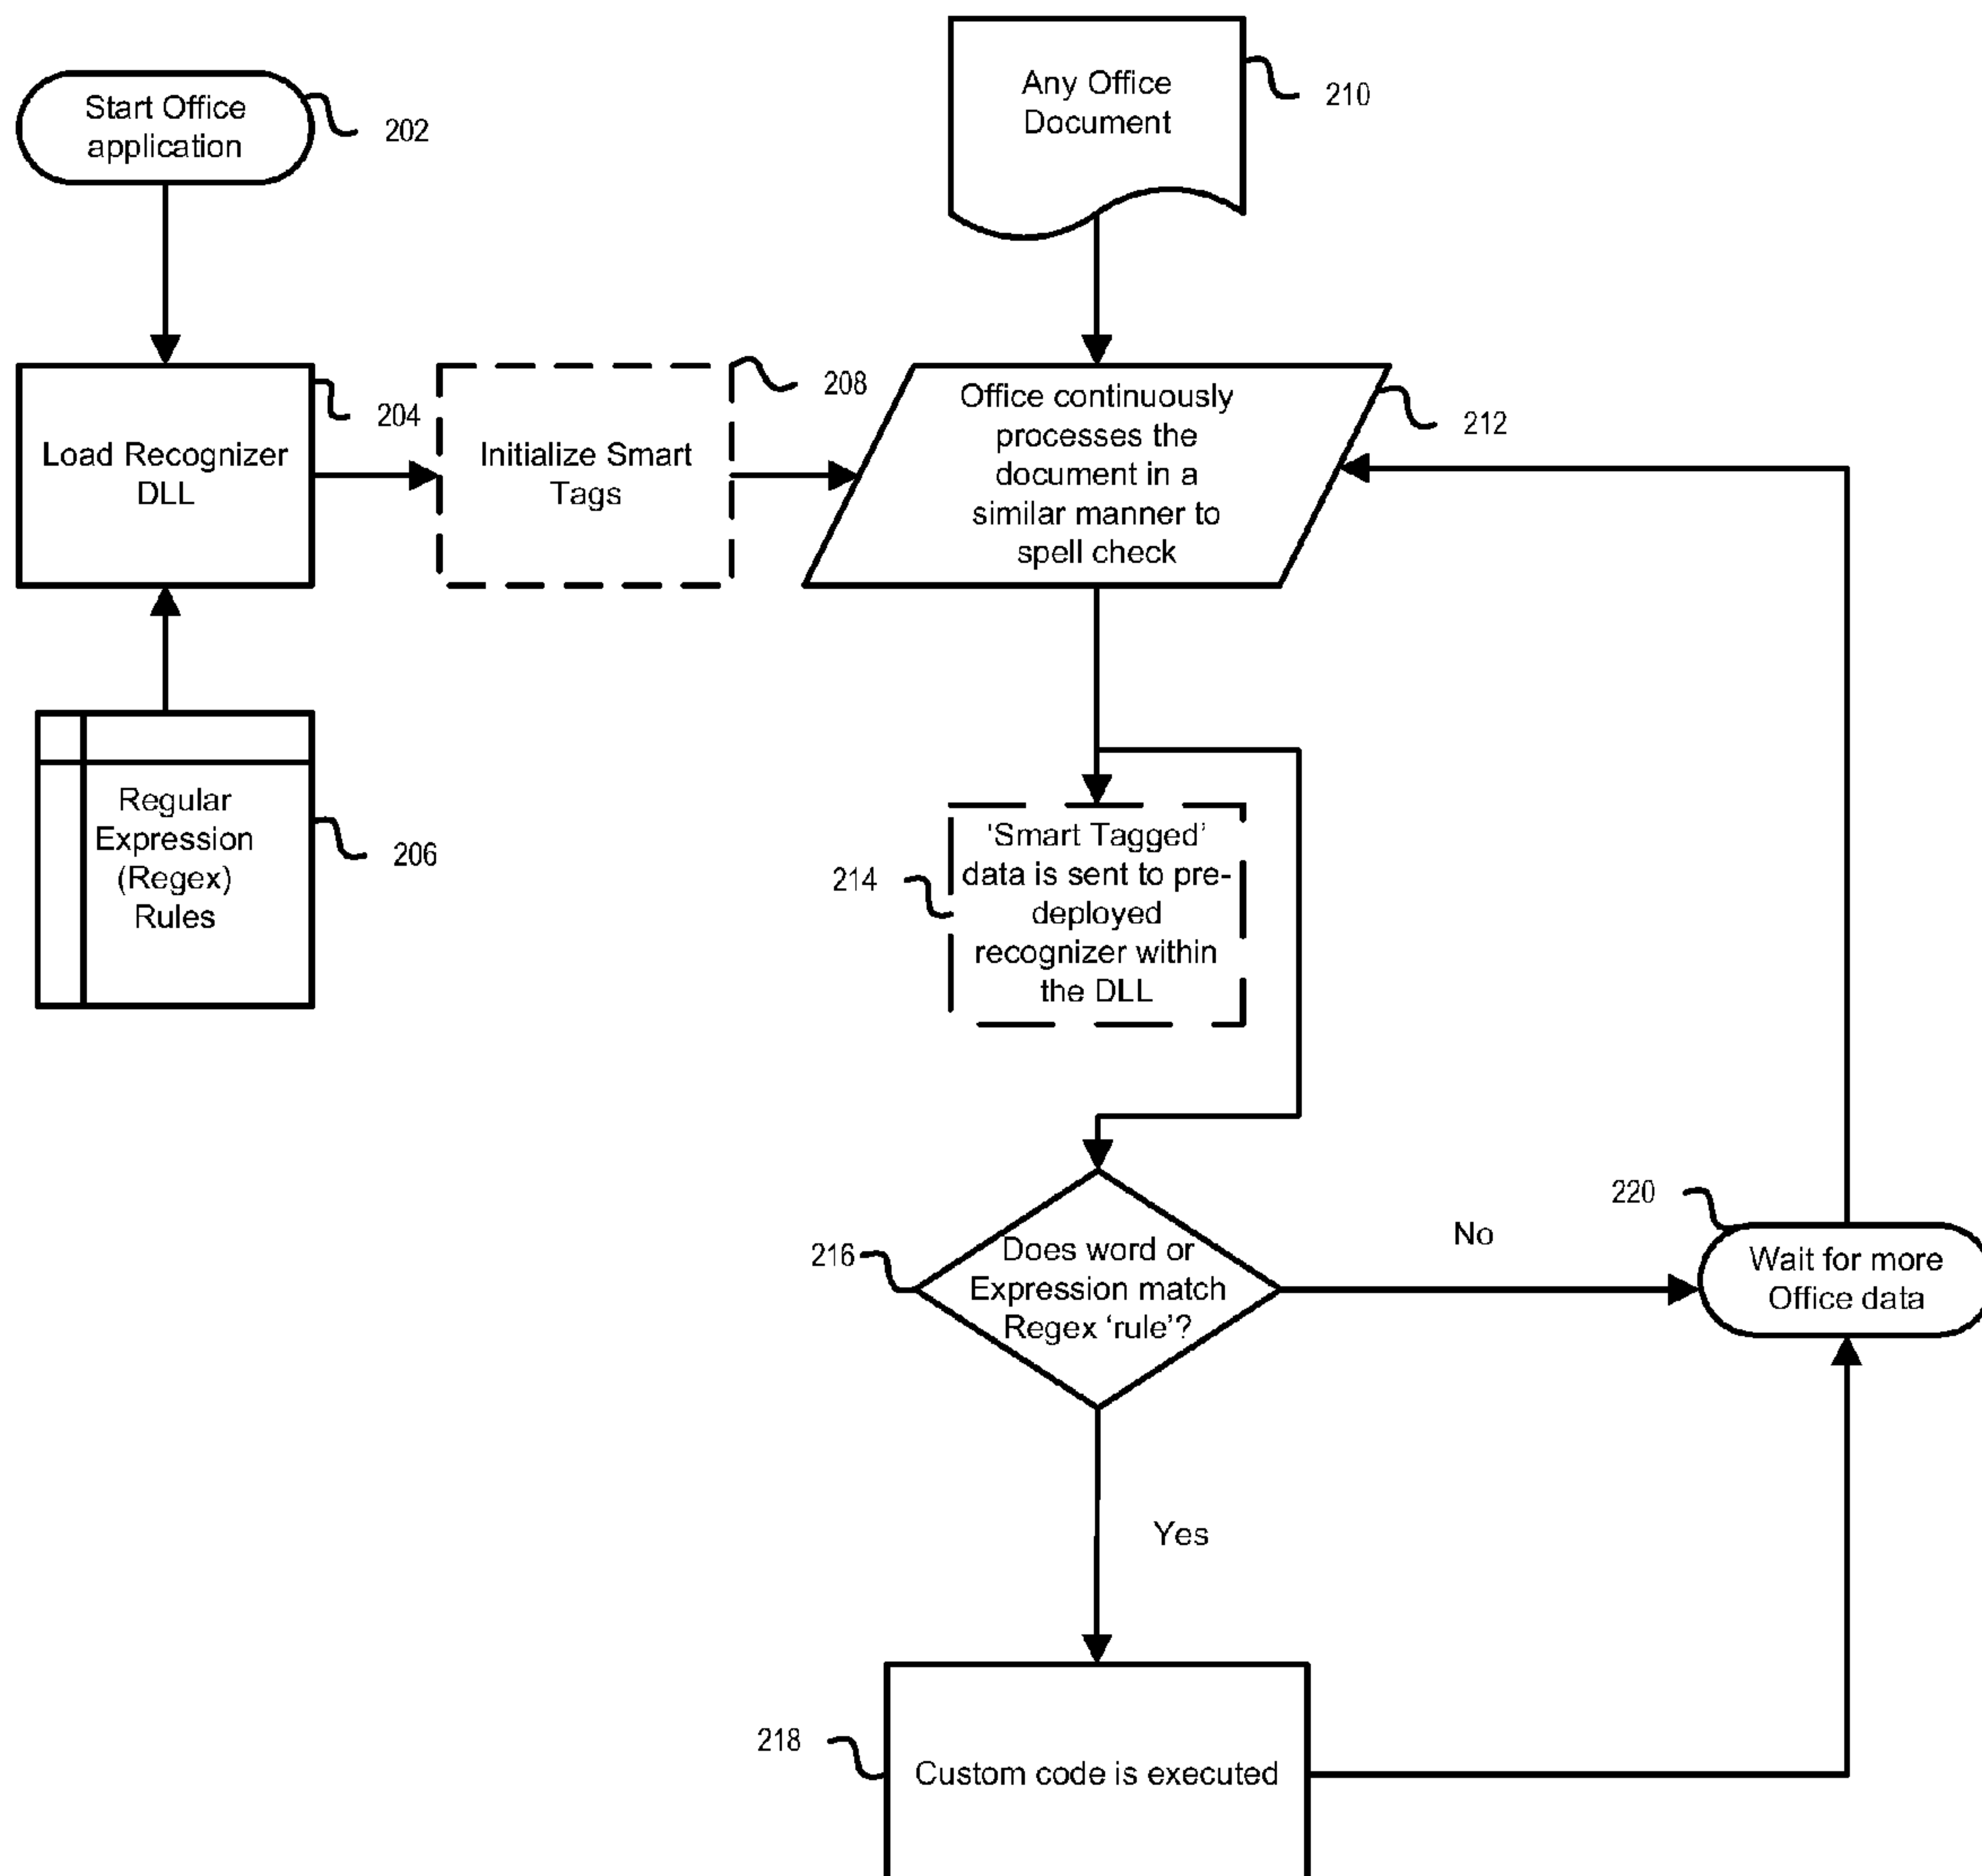 Start Office
application
202
Any Office
Document
210
Load Recognizer
DLL
204
Initialize Smart
Tags
208
Office continuously
processes the
document in a
similar manner to
spell check
212
Regular
Expression
(Regex)
Rules
206
‘Smart Tagged’
data is sent to pre-
deployed
recognizer within
the DLL
214
Does word or
Expression match
Regex ‘rule’?
216
No
Wait for more
Office data
220
Yes
Custom code is executed
218